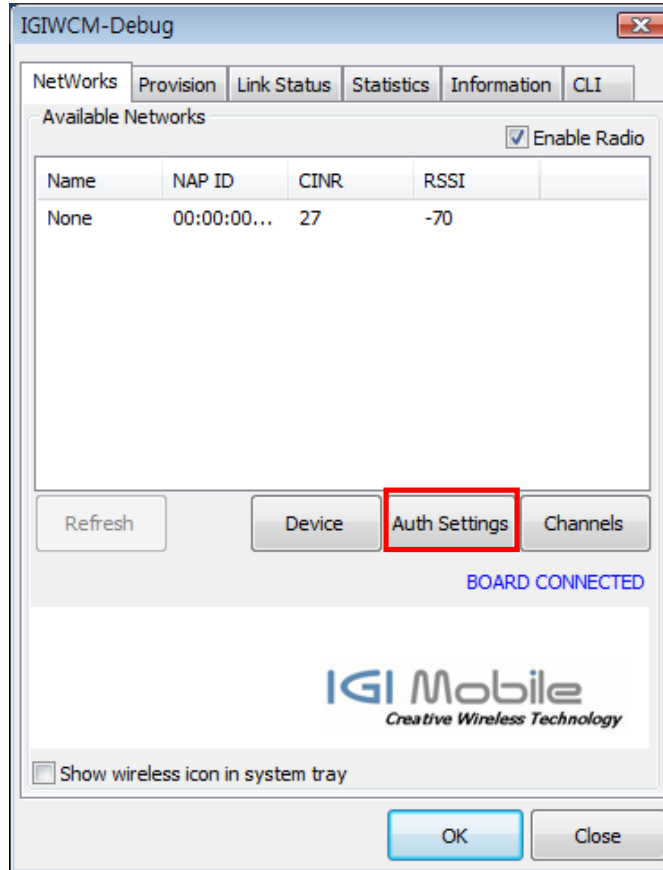 IGIWCM-Debug
NetWorks Provision Link Status Statistics Information CLI
Available Networks
Enable Radio
Name NAP ID CINR RSSI
None 00:00:00... 27 -70
Refresh Device Auth Settings Channels
BOARD CONNECTED
IGI Mobile
Creative Wireless Technology
Show wireless icon in system tray
OK Close